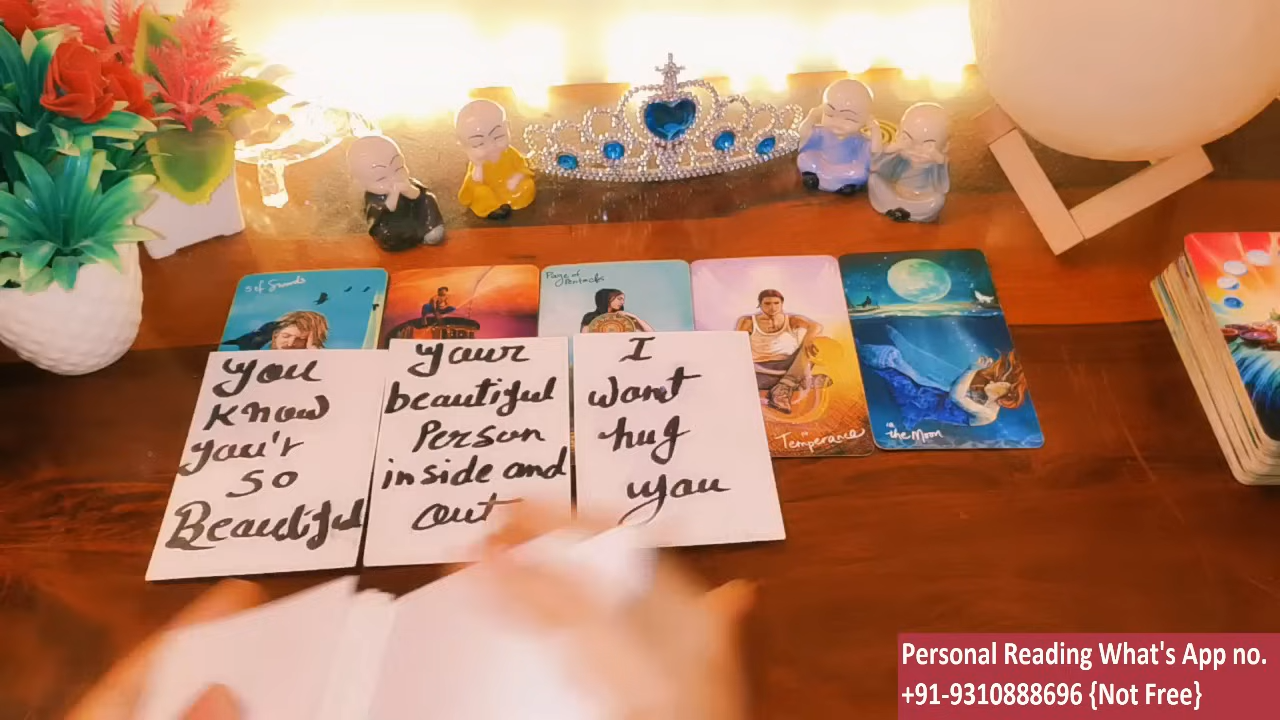 5 of Swords
Page of
Pentacles
Temperance
the Moon
You
know
you'r
so
Beautiful
your
beautiful
Person
inside and
out
I
want
hug
you
Personal Reading What's App no.
+91-9310888696 {Not Free}